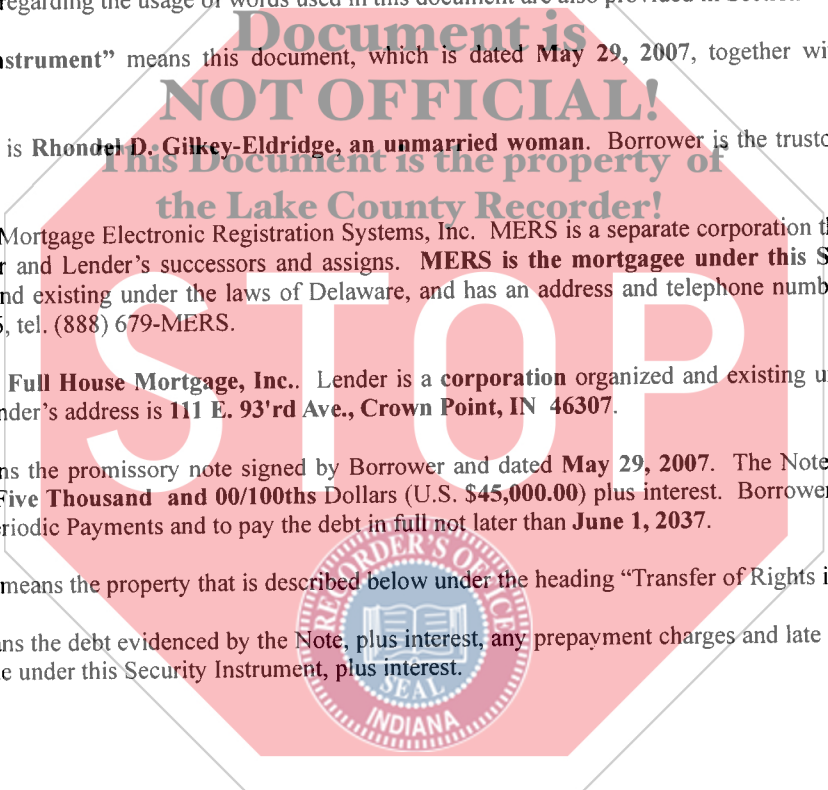 regarding the usage of words used in this document are also provided in Section
Document is
strument” means this document, which is dated May 29, 2007, together wi
NOT OFFICIAL!
is Rhondel D. Gilkey-Eldridge, an unmarried woman. Borrower is the trusto
This Document is the property of
the Lake County Recorder!
Mortgage Electronic Registration Systems, Inc. MERS is a separate corporation t
r and Lender’s successors and assigns. MERS is the mortgagee under this S
nd existing under the laws of Delaware, and has an address and telephone numb
, tel. (888) 679-MERS.
STOP
Full House Mortgage, Inc.. Lender is a corporation organized and existing u
nder’s address is 111 E. 93'rd Ave., Crown Point, IN 46307.
ns the promissory note signed by Borrower and dated May 29, 2007. The Note
Five Thousand and 00/100ths Dollars (U.S. $45,000.00) plus interest. Borrower
riodic Payments and to pay the debt in full not later than June 1, 2037.
RECORDER'S OFFICE
means the property that is described below under the heading “Transfer of Rights i
ans the debt evidenced by the Note, plus interest, any prepayment charges and late
e under this Security Instrument, plus interest.
SEAL
INDIANA